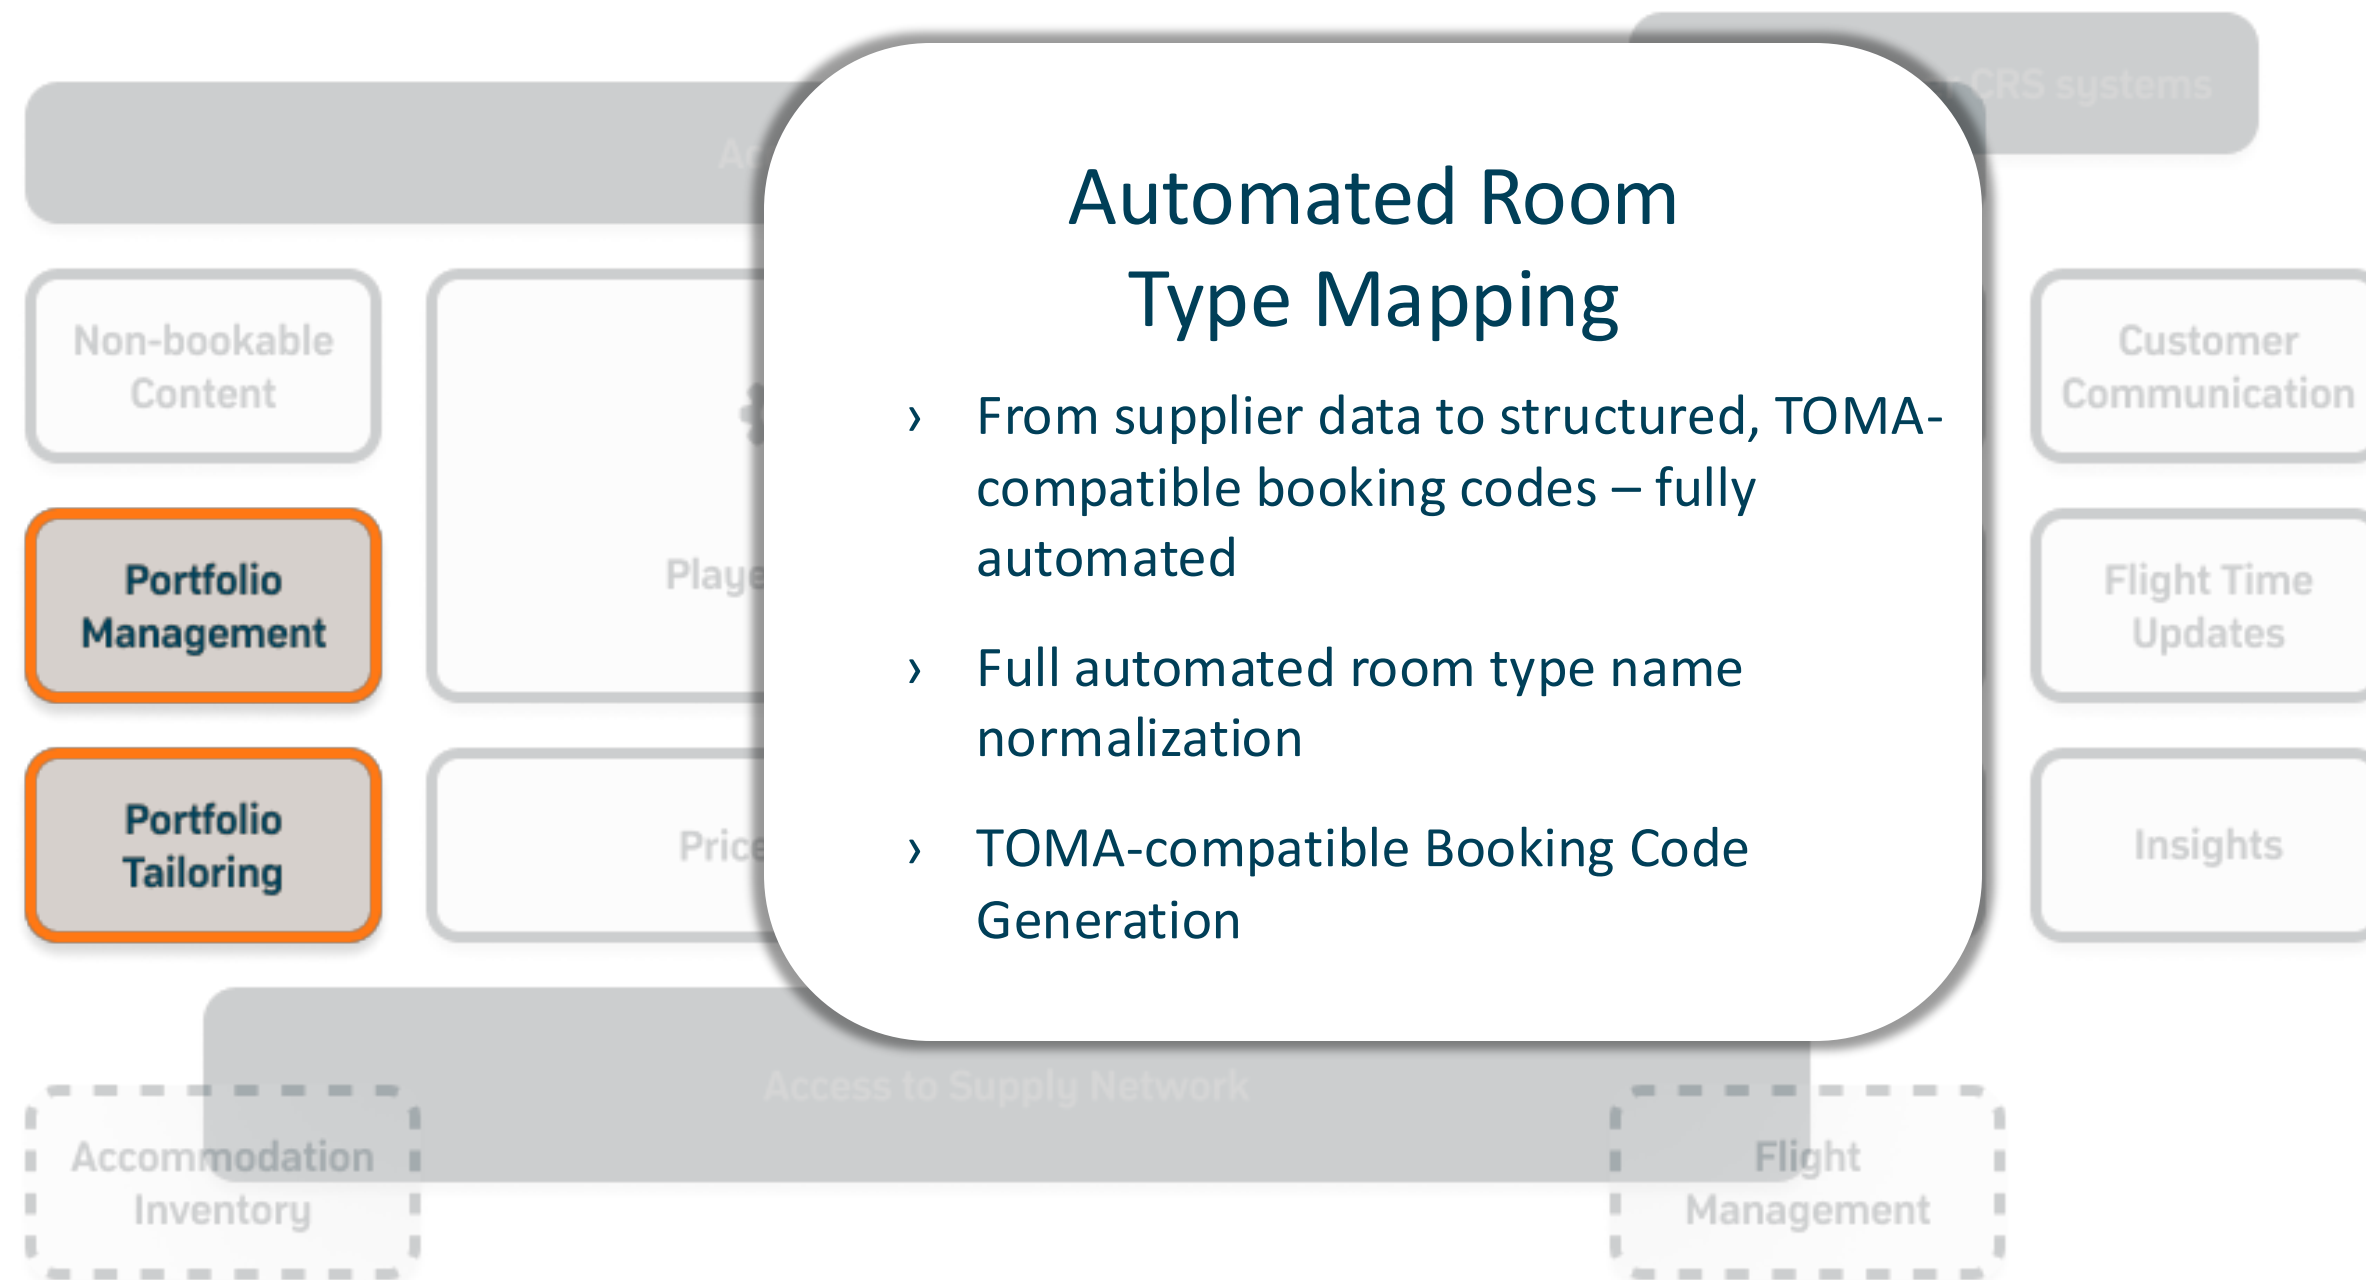 CRS systems
Automated Room
Type Mapping
› From supplier data to structured, TOMA-
compatible booking codes – fully
automated
› Full automated room type name
normalization
› TOMA-compatible Booking Code
Generation
Non-bookable
Content
Portfolio
Management
Portfolio
Tailoring
Customer
Communication
Flight Time
Updates
Insights
Access to Supply Network
Accommodation
Inventory
Flight
Management